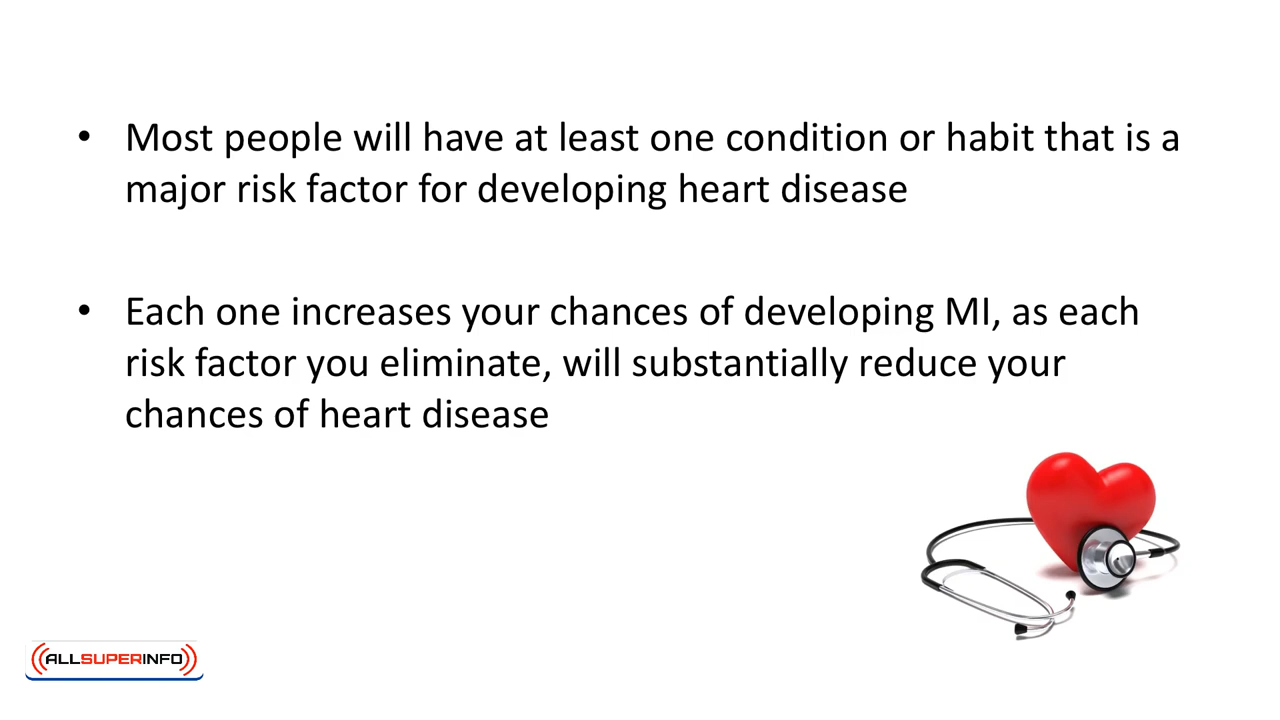 • Most people will have at least one condition or habit that is a
major risk factor for developing heart disease
• Each one increases your chances of developing MI, as each
risk factor you eliminate, will substantially reduce your
chances of heart disease
ALLSUPERINFO